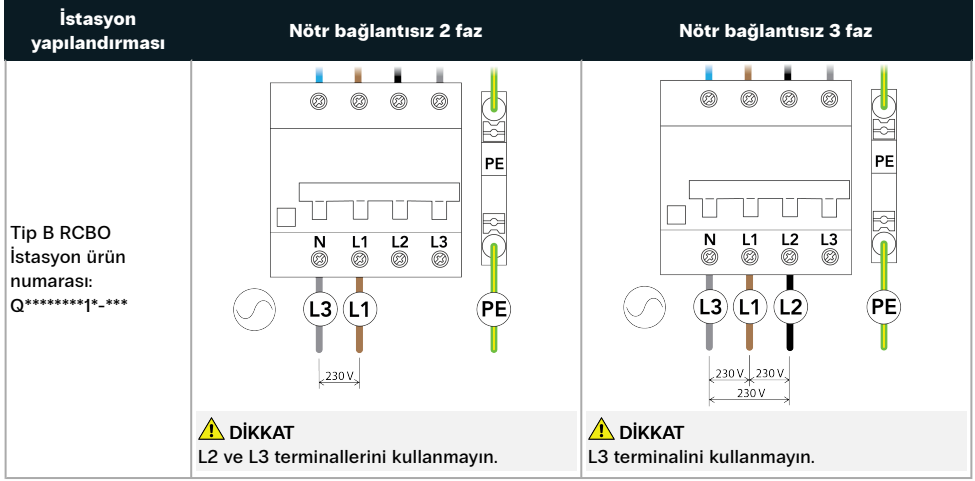 İstasyon
yapılandırması
Nötr bağlantısız 2 faz
Nötr bağlantısız 3 faz
Tip B RCBO
İstasyon ürün
numarası:
Q********1*-***
PE
N L1 L2 L3
L3 L1 PE
230 V
DİKKAT
L2 ve L3 terminallerini kullanmayın.
PE
N L1 L2 L3
L3 L1 L2 PE
230 V 230 V
230 V
DİKKAT
L3 terminalini kullanmayın.